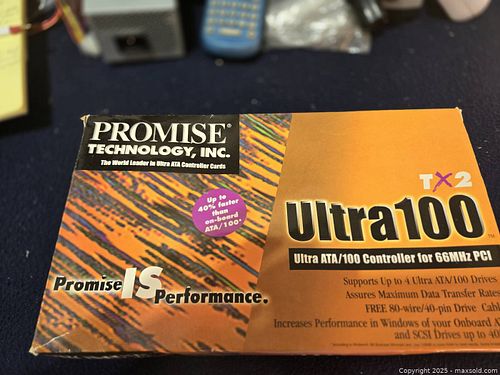 PROMISE®
TECHNOLOGY, INC.
The World Leader in Ultra ATA Controller Cards
Up to
40% faster
than
on-board
ATA/100*
TX2
Ultra100™
Ultra ATA/100 Controller for 66MHz PCI
Promise IS Performance.
Supports Up to 4 Ultra ATA/100 Drives
Assures Maximum Data Transfer Rates
FREE 80-wire/40-pin Drive Cabl
Increases Performance in Windows of your Onboard A
and SCSI Drives up to 40
Copyright 2025 - maxsold.com